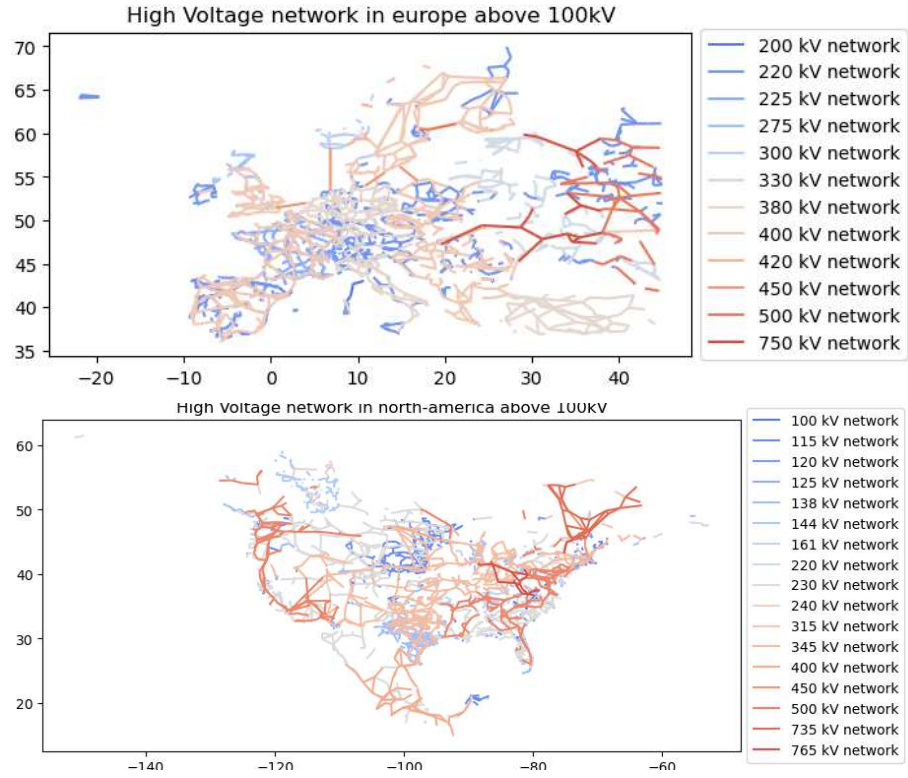 High Voltage network in europe above 100kV
70
65
60
55
50
45
40
35
−20 −10 0 10 20 30 40
200 kV network
220 kV network
225 kV network
275 kV network
300 kV network
330 kV network
380 kV network
400 kV network
420 kV network
450 kV network
500 kV network
750 kV network
High Voltage network in north-america above 100kV
60
50
40
30
20
−140 −120 −100 −80 −60
100 kV network
115 kV network
120 kV network
125 kV network
138 kV network
144 kV network
161 kV network
220 kV network
230 kV network
240 kV network
315 kV network
345 kV network
400 kV network
450 kV network
500 kV network
735 kV network
765 kV network